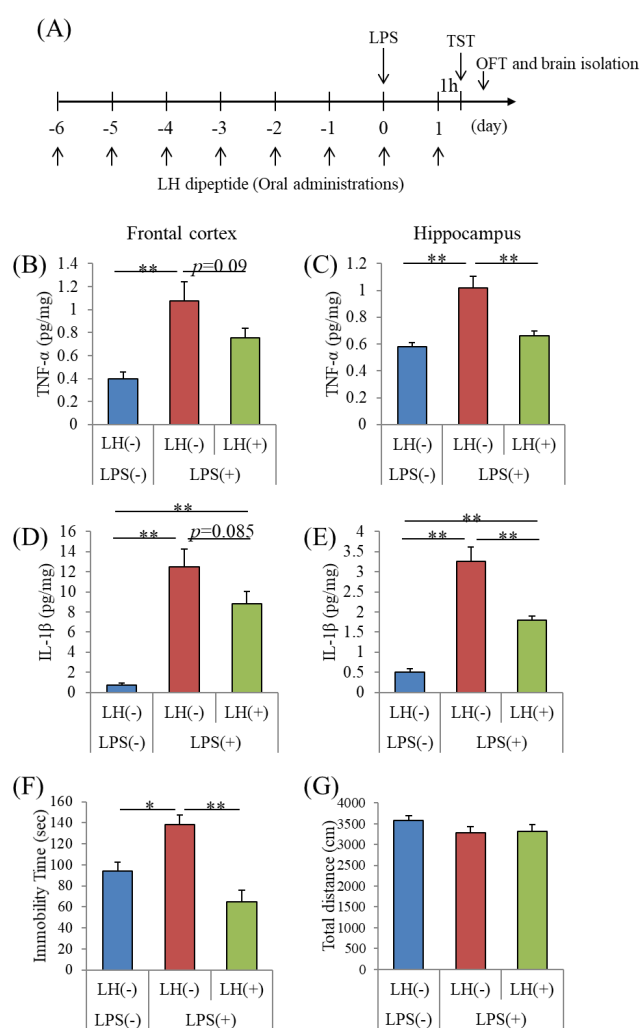 (A)
LPS
TST
OFT and brain isolation
1h
-6 -5 -4 -3 -2 -1 0 1 (day)
LH dipeptide (Oral administrations)
Frontal cortex
Hippocampus
(B)
** p=0.09
TNF-α (pg/mg)
1.4
1.2
1
0.8
0.6
0.4
0.2
0
LH(-) LH(-) LH(+)
LPS(-) LPS(+)
(C)
** **
TNF-α (pg/mg)
1.2
1
0.8
0.6
0.4
0.2
0
LH(-) LH(-) LH(+)
LPS(-) LPS(+)
(D)
**
** p=0.085
IL-1β (pg/mg)
16
14
12
10
8
6
4
2
0
LH(-) LH(-) LH(+)
LPS(-) LPS(+)
(E)
**
** **
IL-1β (pg/mg)
4
3.5
3
2.5
2
1.5
1
0.5
0
LH(-) LH(-) LH(+)
LPS(-) LPS(+)
(F)
* **
Immobility Time (sec)
160
140
120
100
80
60
40
20
0
LH(-) LH(-) LH(+)
LPS(-) LPS(+)
(G)
Total distance (cm)
4000
3500
3000
2500
2000
1500
1000
500
0
LH(-) LH(-) LH(+)
LPS(-) LPS(+)